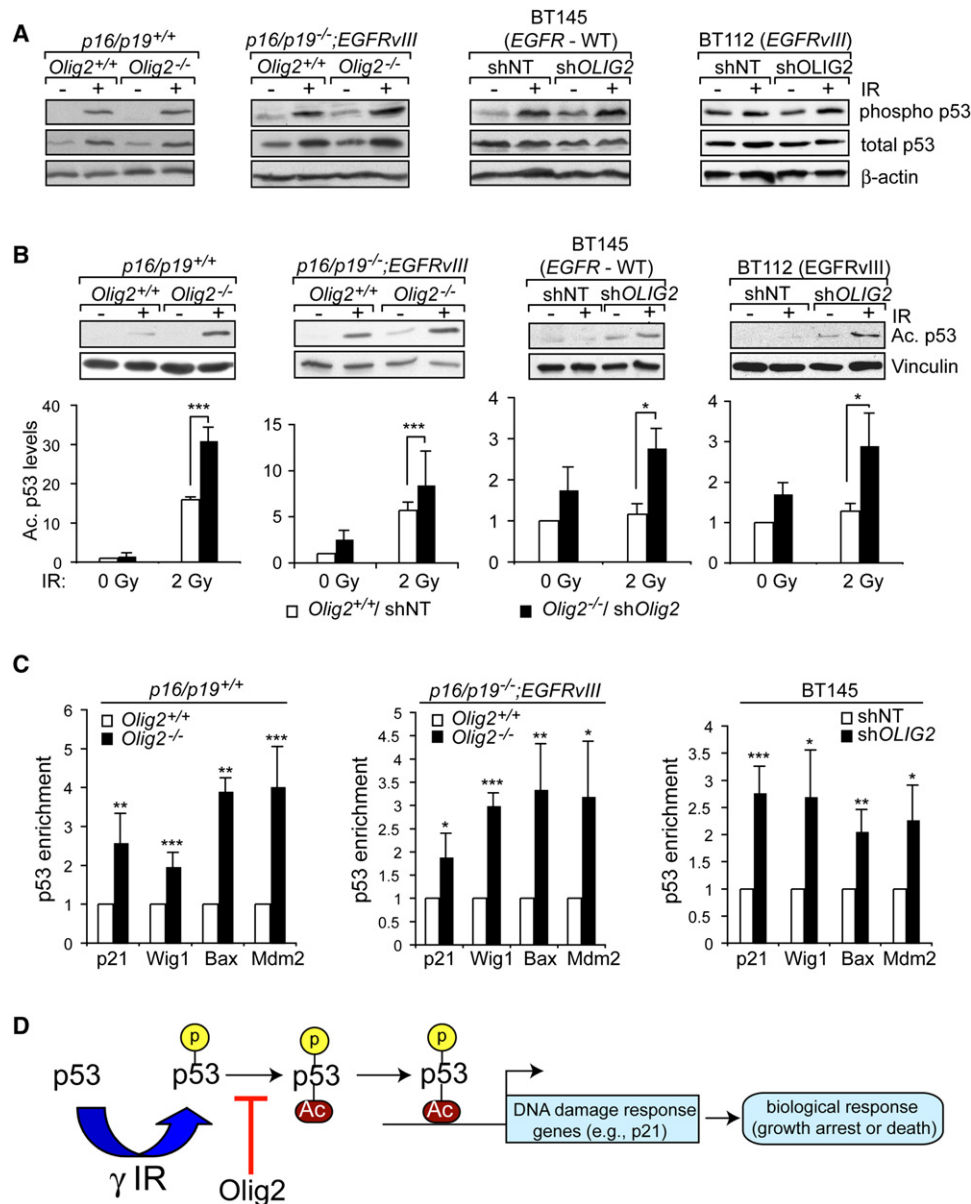 A
p16/p19+/+
p16/p19-/-;EGFRvIII
BT145
(EGFR - WT)
BT112 (EGFRvIII)
Olig2+/+ Olig2-/-
Olig2+/+ Olig2-/-
shNT shOLIG2
shNT shOLIG2
- + - +
- + - +
- + - +
- + - + IR
phospho p53
total p53
β-actin
B
p16/p19+/+
p16/p19-/-;EGFRvIII
BT145
(EGFR - WT)
BT112 (EGFRvIII)
Olig2+/+ Olig2-/-
Olig2+/+ Olig2-/-
shNT shOLIG2
shNT shOLIG2
- + - +
- + - +
- + - +
- + - + IR
Ac. p53
Vinculin
Ac. p53 levels
40
30
20
10
0
***
IR: 0 Gy 2 Gy
15
10
5
0
***
0 Gy 2 Gy
4
3
2
1
0
*
0 Gy 2 Gy
4
3
2
1
0
*
0 Gy 2 Gy
Olig2+/+/ shNT
Olig2-/-/ shOlig2
C
p16/p19+/+
Olig2+/+
Olig2-/-
p53 enrichment
6
5
4
3
2
1
0
** *** ** ***
p21 Wig1 Bax Mdm2
p16/p19-/-;EGFRvIII
Olig2+/+
Olig2-/-
p53 enrichment
5
4.5
4
3.5
3
2.5
2
1.5
1
0.5
0
* *** ** *
p21 Wig1 Bax Mdm2
BT145
shNT
shOLIG2
p53 enrichment
4
3.5
3
2.5
2
1.5
1
0.5
0
*** * ** *
p21 Wig1 Bax Mdm2
D
p53
p
p53
p
p53
Ac
p
p53
Ac
γ IR
Olig2
DNA damage response
genes (e.g., p21)
biological response
(growth arrest or death)